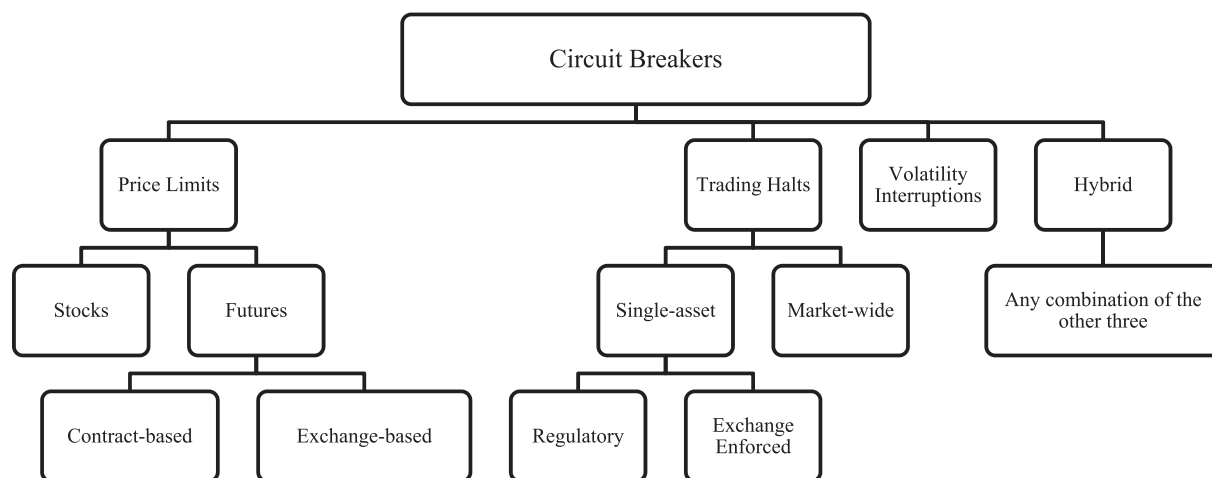 Circuit Breakers
Price Limits
Trading Halts
Volatility
Interruptions
Hybrid
Stocks
Futures
Single-asset
Market-wide
Any combination of the
other three
Contract-based
Exchange-based
Regulatory
Exchange
Enforced